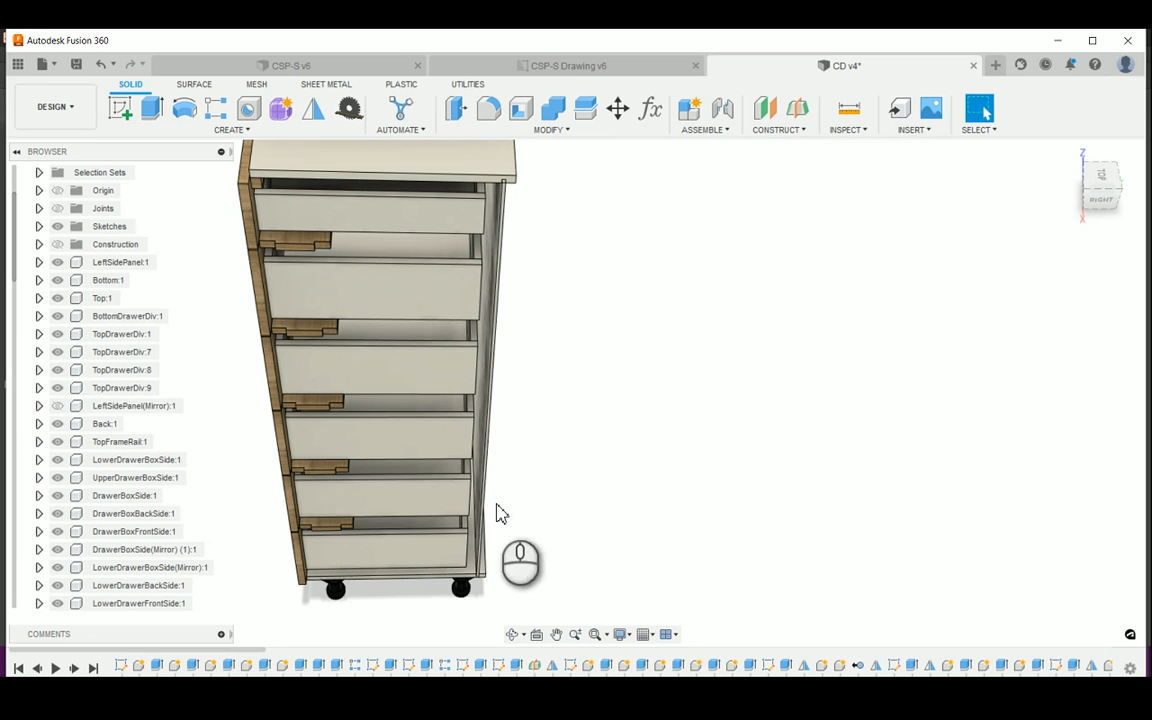 Autodesk Fusion 360
CSP-S v6
CSP-S Drawing v6
CD v4*
SOLID
SURFACE
MESH
SHEET METAL
PLASTIC
UTILITIES
DESIGN
CREATE
AUTOMATE
MODIFY
ASSEMBLE
CONSTRUCT
INSPECT
INSERT
SELECT
BROWSER
Selection Sets
Origin
Joints
Sketches
Construction
LeftSidePanel:1
Bottom:1
Top:1
BottomDrawerDiv:1
TopDrawerDiv:1
TopDrawerDiv:7
TopDrawerDiv:8
TopDrawerDiv:9
LeftSidePanel(Mirror):1
Back:1
TopFrameRail:1
LowerDrawerBoxSide:1
UpperDrawerBoxSide:1
DrawerBoxSide:1
DrawerBoxBackSide:1
DrawerBoxFrontSide:1
DrawerBoxSide(Mirror) (1):1
LowerDrawerBoxSide(Mirror):1
LowerDrawerBackSide:1
LowerDrawerFrontSide:1
COMMENTS
Z
TOP
RIGHT
X